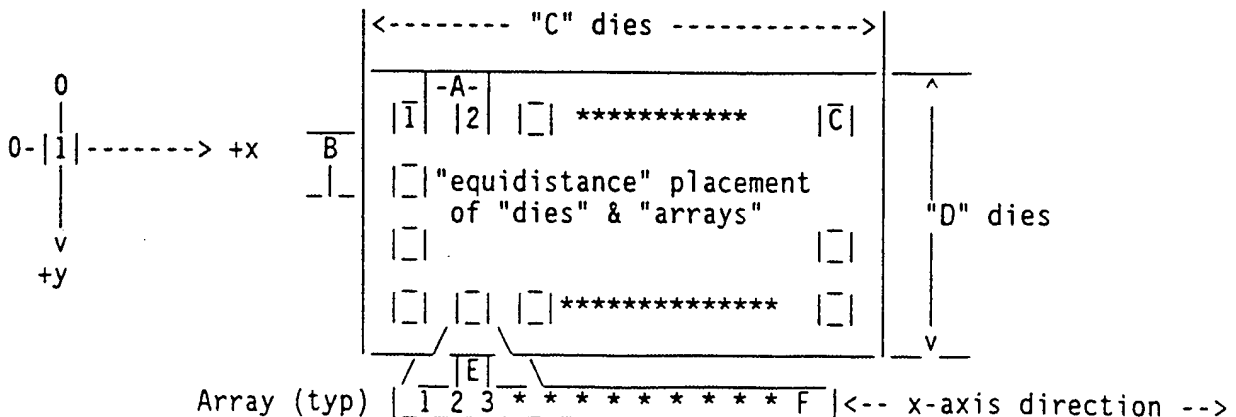 "C" dies
-A-
0
1 2 *********** C
0- 1 -------> +x B
"equidistance" placement
of "dies" & "arrays"
"D" dies
+y
**************
E
Array (typ) 1 2 3 * * * * * * * * * F <-- x-axis direction -->